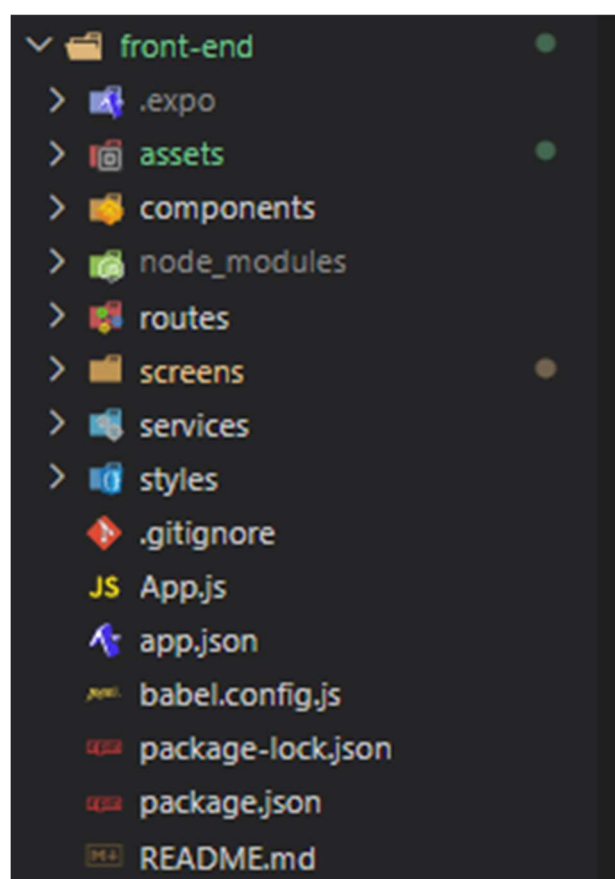 front-end
.expo
assets
components
node_modules
routes
screens
services
styles
.gitignore
JS App.js
app.json
babel.config.js
package-lock.json
package.json
README.md